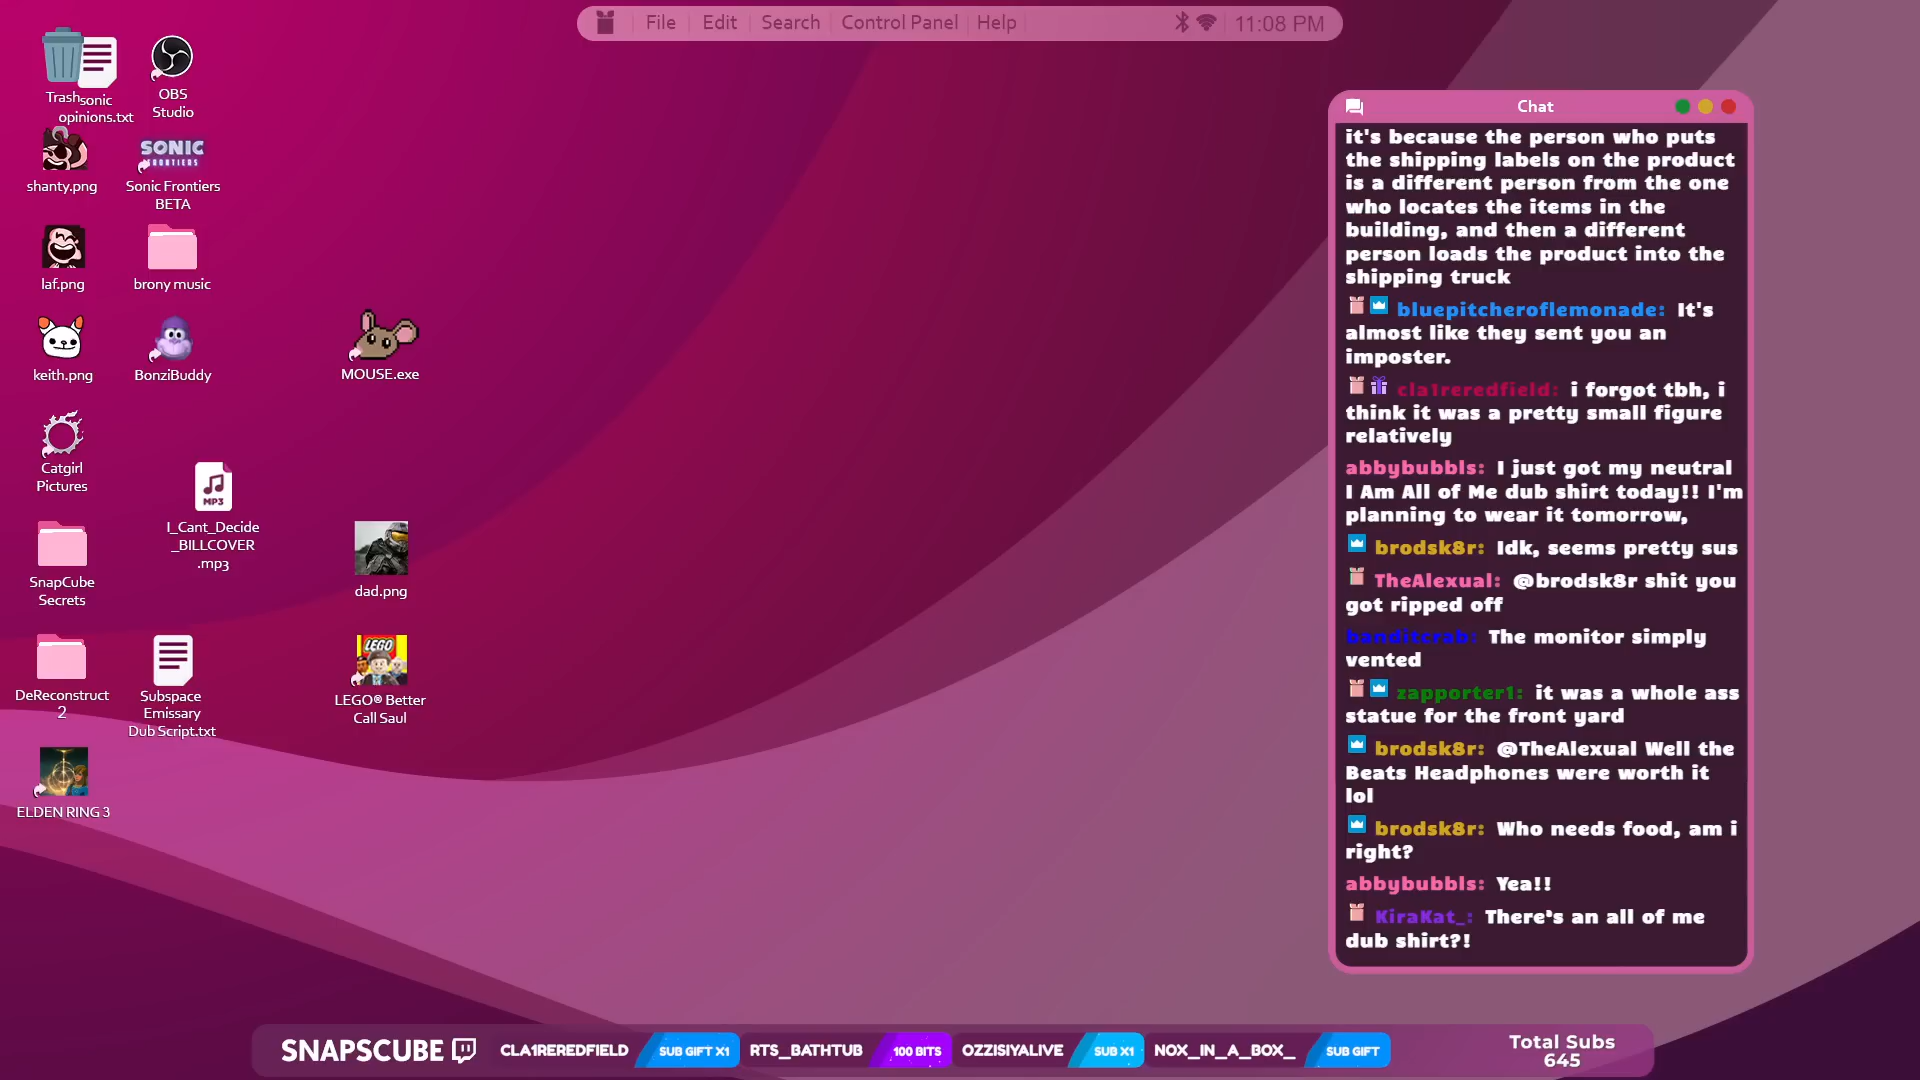 File Edit Search Control Panel Help 11:08 PM
Trash
sonic
opinions.txt
OBS
Studio
shanty.png
SONIC
FRONTIERS
Sonic Frontiers
BETA
laf.png
brony music
keith.png
BonziBuddy
MOUSE.exe
Catgirl
Pictures
MP3
I_Cant_Decide
_BILLCOVER
.mp3
dad.png
SnapCube
Secrets
DeReconstruct
2
Subspace
Emissary
Dub Script.txt
LEGO
LEGO® Better
Call Saul
ELDEN RING 3
Chat
it's because the person who puts
the shipping labels on the product
is a different person from the one
who locates the items in the
building, and then a different
person loads the product into the
shipping truck
bluepitcheroflemonade: It's
almost like they sent you an
imposter.
cla1reredfield: i forgot tbh, i
think it was a pretty small figure
relatively
abbybubbls: I just got my neutral
I Am All of Me dub shirt today!! I'm
planning to wear it tomorrow,
brodsk8r: Idk, seems pretty sus
TheAlexual: @brodsk8r shit you
got ripped off
banditcrab: The monitor simply
vented
zapporter1: it was a whole ass
statue for the front yard
brodsk8r: @TheAlexual Well the
Beats Headphones were worth it
lol
brodsk8r: Who needs food, am i
right?
abbybubbls: Yea!!
KiraKat_: There's an all of me
dub shirt?!
SNAPSCUBE CLA1REREDFIELD SUB GIFT X1 RTS_BATHTUB 100 BITS OZZISIYALIVE SUB X1 NOX_IN_A_BOX_ SUB GIFT
Total Subs
645